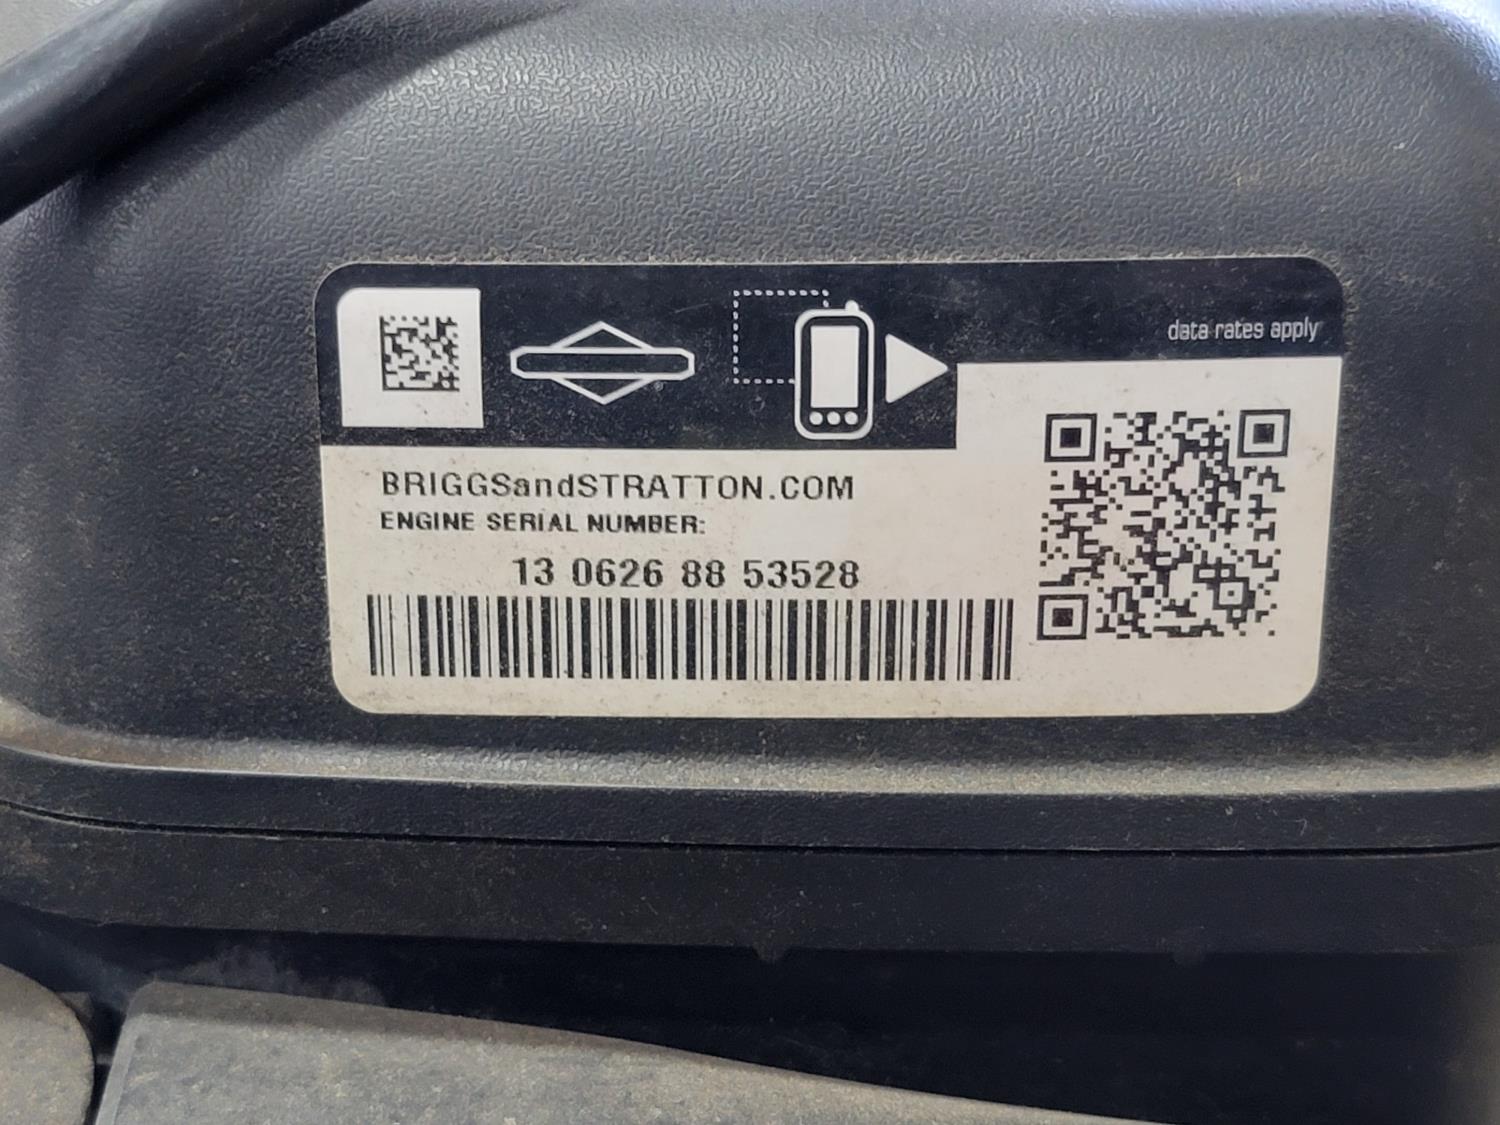 data rates apply
BRIGGSandSTRATTON.COM
ENGINE SERIAL NUMBER:
13 0626 88 53528